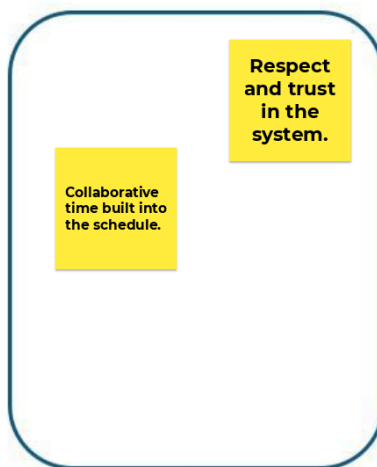 Respect
and trust
in the
system.
Collaborative
time built into
the schedule.